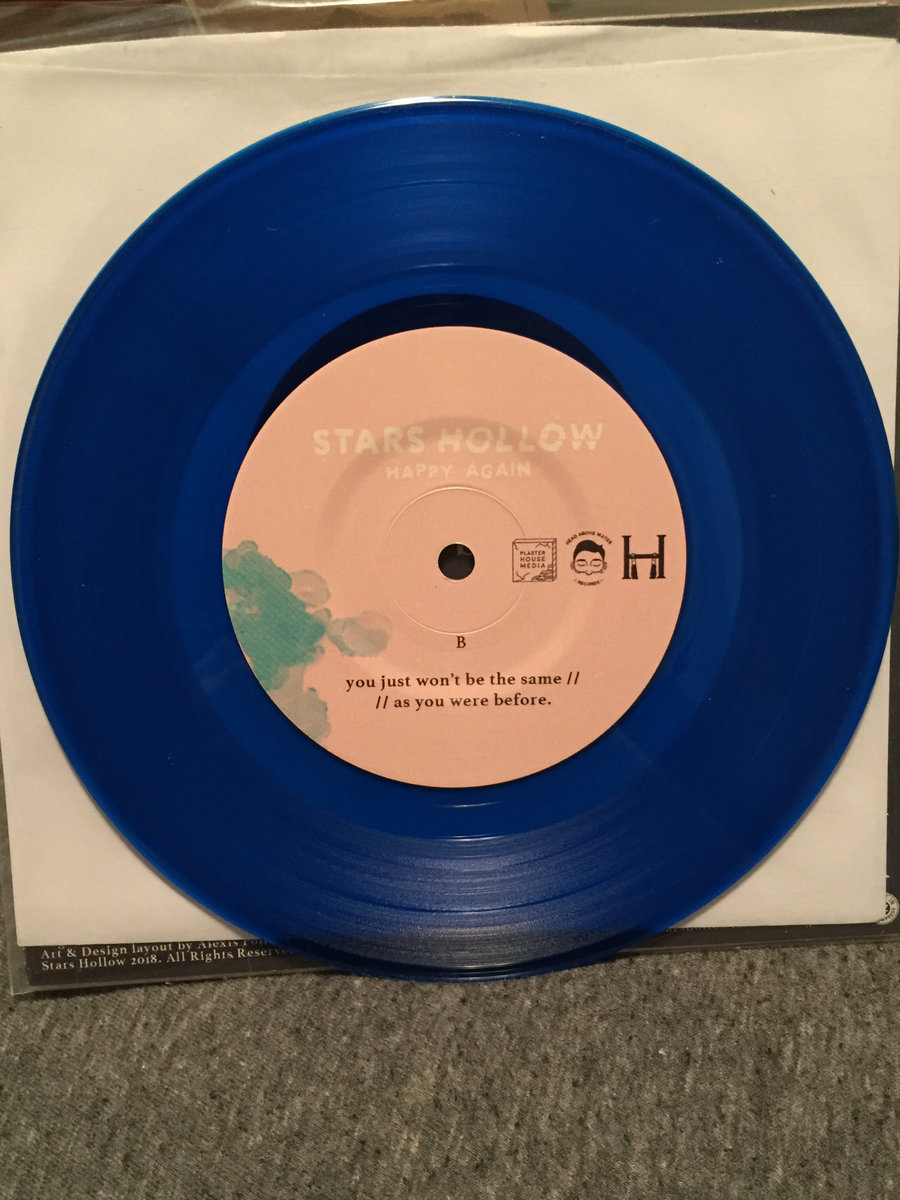 STARS HOLLOW
HAPPY AGAIN
PLASTER
HOUSE
MEDIA
HEAD ABOVE WATER
RECORDS
H
B
you just won't be the same //
// as you were before.
Art & Design layout by Alexis
Stars Hollow 2018. All Rights